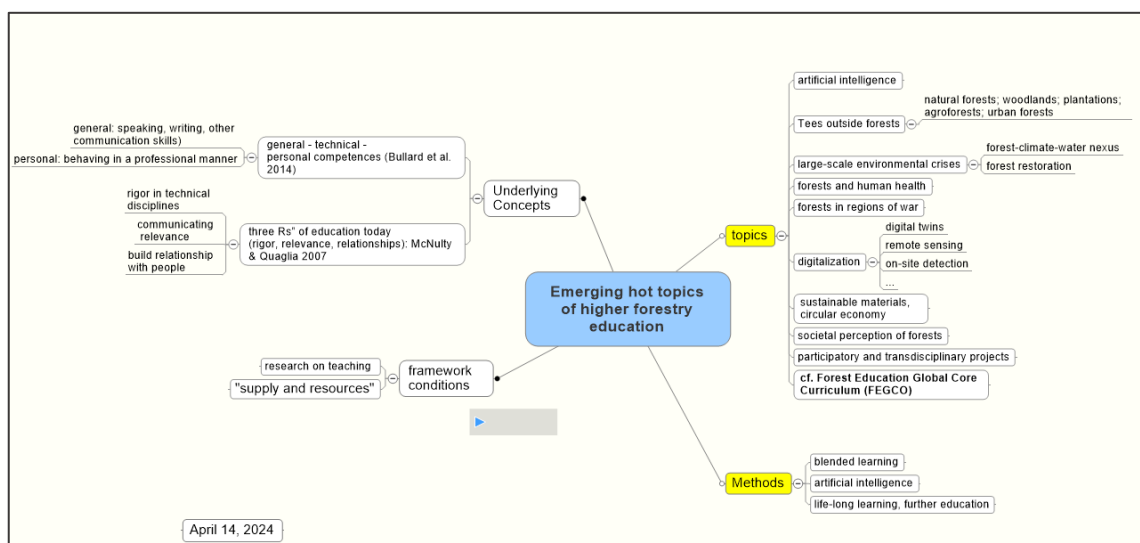 Emerging hot topics
of higher forestry
education
Underlying
Concepts
general - technical -
personal competences (Bullard et al.
2014)
general: speaking, writing, other
communication skills)
personal: behaving in a professional manner
three Rs" of education today
(rigor, relevance, relationships): McNulty
& Quaglia 2007
rigor in technical
disciplines
communicating
relevance
build relationship
with people
framework
conditions
research on teaching
"supply and resources"
topics
artificial intelligence
Tees outside forests
natural forests; woodlands; plantations;
agroforests; urban forests
large-scale environmental crises
forest-climate-water nexus
forest restoration
forests and human health
forests in regions of war
digitalization
digital twins
remote sensing
on-site detection
...
sustainable materials,
circular economy
societal perception of forests
participatory and transdisciplinary projects
cf. Forest Education Global Core
Curriculum (FEGCO)
Methods
blended learning
artificial intelligence
life-long learning, further education
April 14, 2024